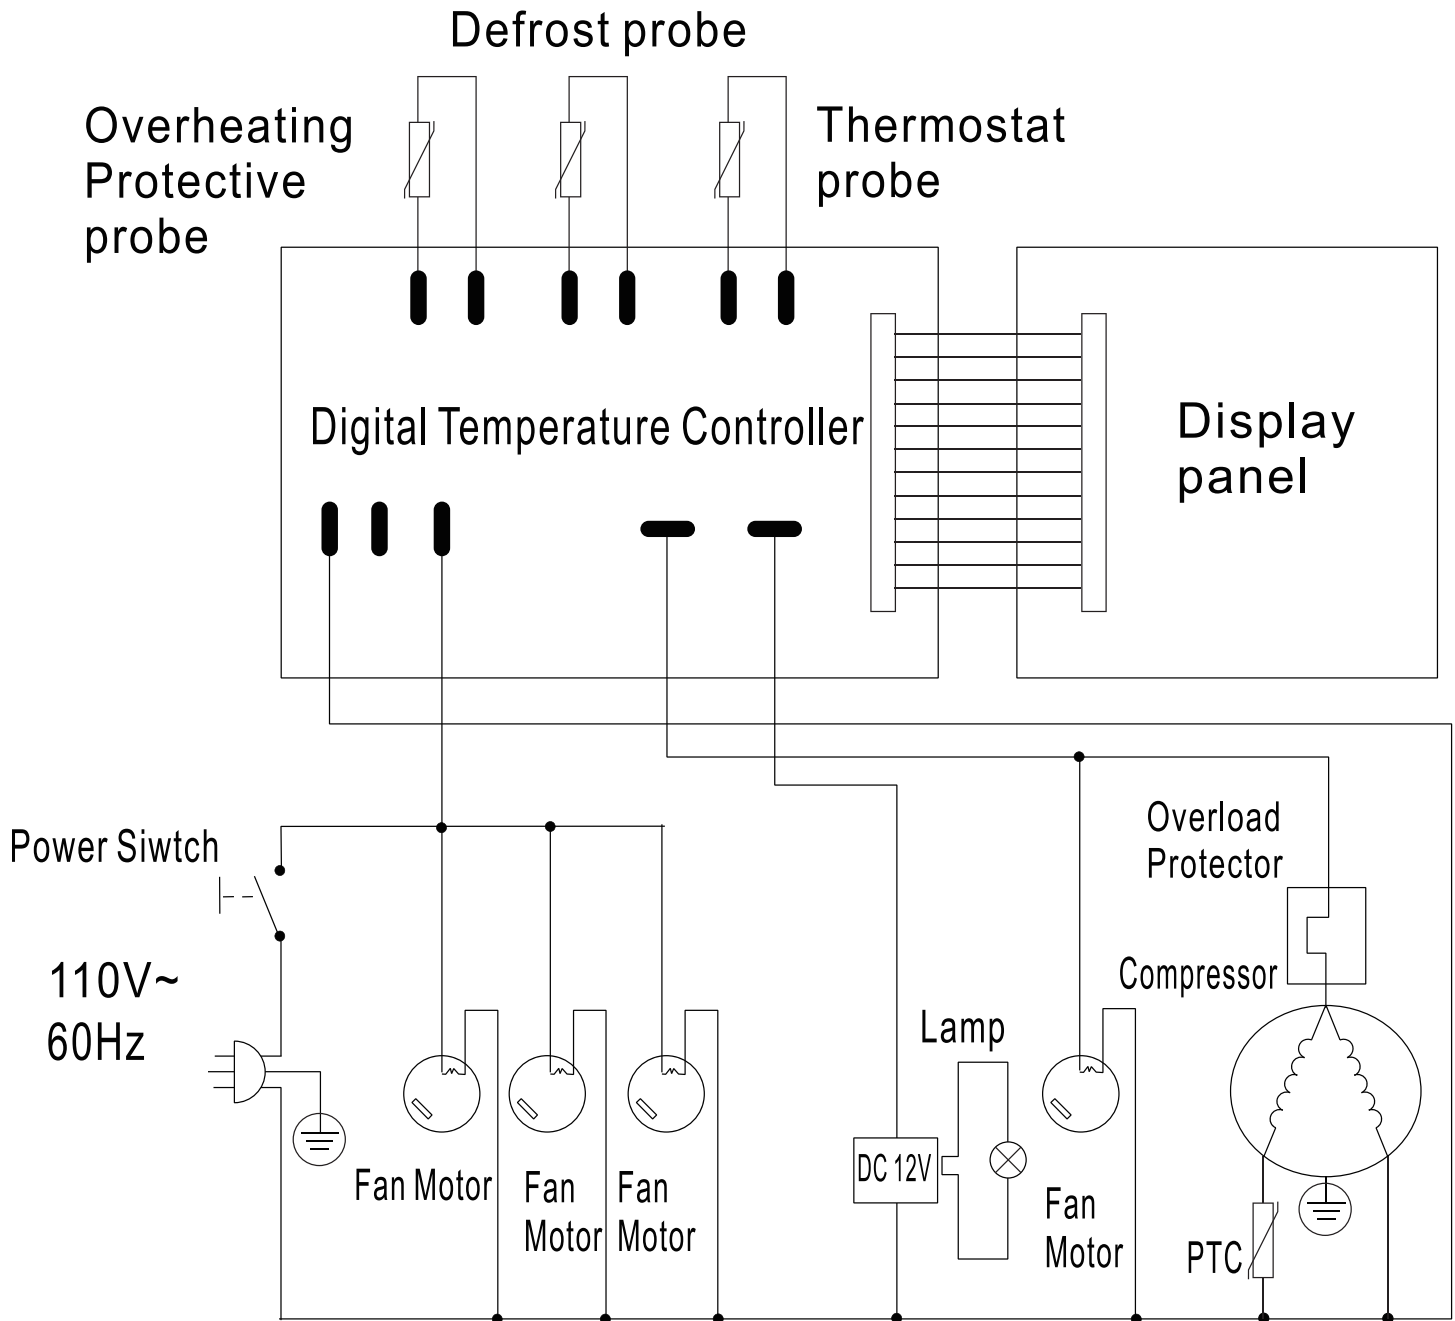 Defrost probe
Overheating
Protective
probe
Thermostat
probe
Digital Temperature Controller
Display
panel
Power Siwtch
110V~
60Hz
Overload
Protector
Compressor
Lamp
DC 12V
Fan Motor
Fan
Motor
Fan
Motor
Fan
Motor
PTC